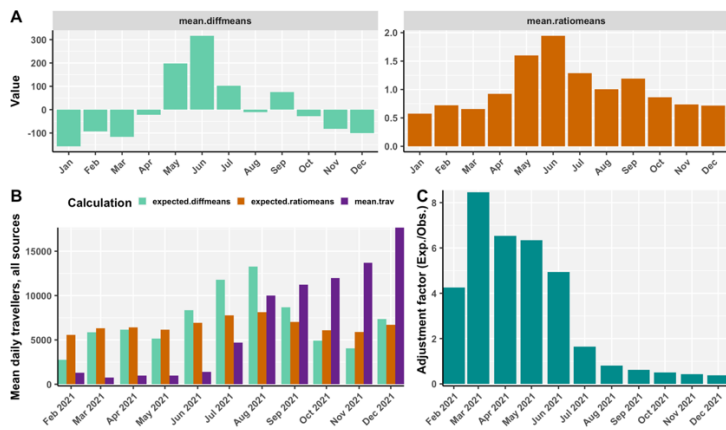 A
mean.diffmeans
mean.ratiomeans
Value
300
200
100
0
-100
Jan Feb Mar Apr May Jun Jul Aug Sep Oct Nov Dec
2.0
1.5
1.0
0.5
0.0
Jan Feb Mar Apr May Jun Jul Aug Sep Oct Nov Dec
B
Calculation expected.diffmeans expected.ratiomeans mean.trav
Mean daily travellers, all sources
15000
10000
5000
0
Feb 2021 Mar 2021 Apr 2021 May 2021 Jun 2021 Jul 2021 Aug 2021 Sep 2021 Oct 2021 Nov 2021 Dec 2021
C
Adjustment factor (Exp./Obs.)
8
6
4
2
0
Feb 2021 Mar 2021 Apr 2021 May 2021 Jun 2021 Jul 2021 Aug 2021 Sep 2021 Oct 2021 Nov 2021 Dec 2021